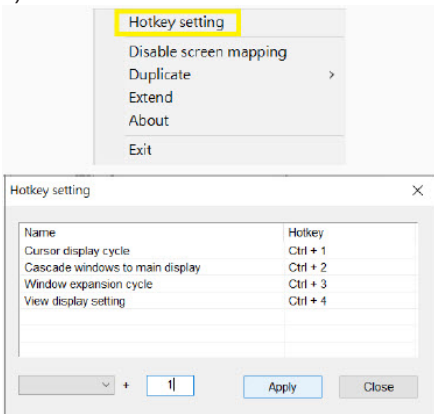 Hotkey setting
Disable screen mapping
Duplicate >
Extend
About
Exit
Hotkey setting ×
Name Hotkey
Cursor display cycle Ctrl + 1
Cascade windows to main display Ctrl + 2
Window expansion cycle Ctrl + 3
View display setting Ctrl + 4
+ 1 Apply Close